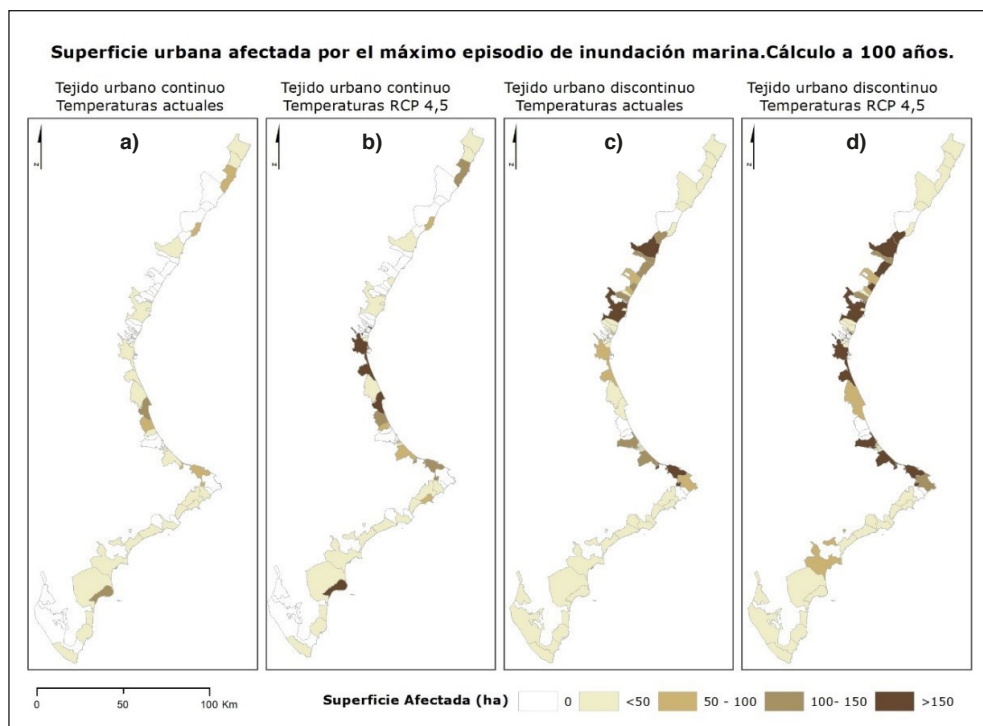 Superficie urbana afectada por el máximo episodio de inundación marina.Cálculo a 100 años.
Tejido urbano continuo
Temperaturas actuales
Tejido urbano continuo
Temperaturas RCP 4,5
Tejido urbano discontinuo
Temperaturas actuales
Tejido urbano discontinuo
Temperaturas RCP 4,5
a)
b)
c)
d)
N
N
N
N
0 50 100 Km
Superficie Afectada (ha) 0 <50 50 - 100 100- 150 >150